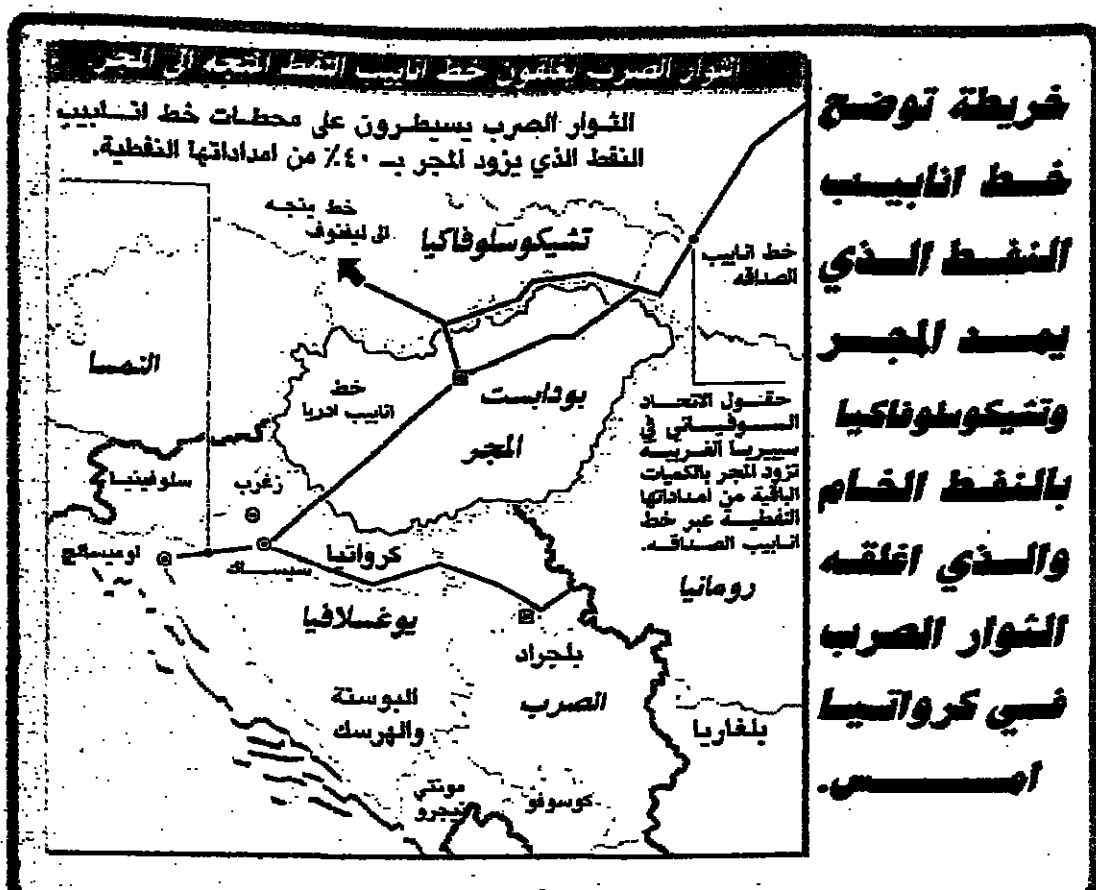 الثوار الصرب يغلقون خط انابيب النفط المتجه الى المجر
الثوار الصرب يسيطرون على محطات خط انابيب
النفط الذي يزود المجر بـ ٤٠٪ من امداداتها النفطية.
خريطة توضح
خط انابيب
النفط الذي
يمد المجر
وتشيكوسلوفاكيا
بالنفط الخام
والذي اغلقه
الثوار الصرب
في كرواتيا
امس.
خط يتجه
الى ليفنوف
تشيكوسلوفاكيا
خط انابيب
الصداقه
النمسا
خط
انابيب ادريا
بودابست
المجر
حقول الاتحاد
السوفياتي في
سيبيريا الغربية
تزود المجر بالكميات
الباقية من امداداتها
النفطية عبر خط
انابيب الصداقه.
سلوفينيا
زغرب
كرواتيا
سيساك
يوغسلافيا
رومانيا
بلجراد
الصرب
البوسنة
والهرسك
بلغاريا
مونتي
نيجرو
كوسوفو